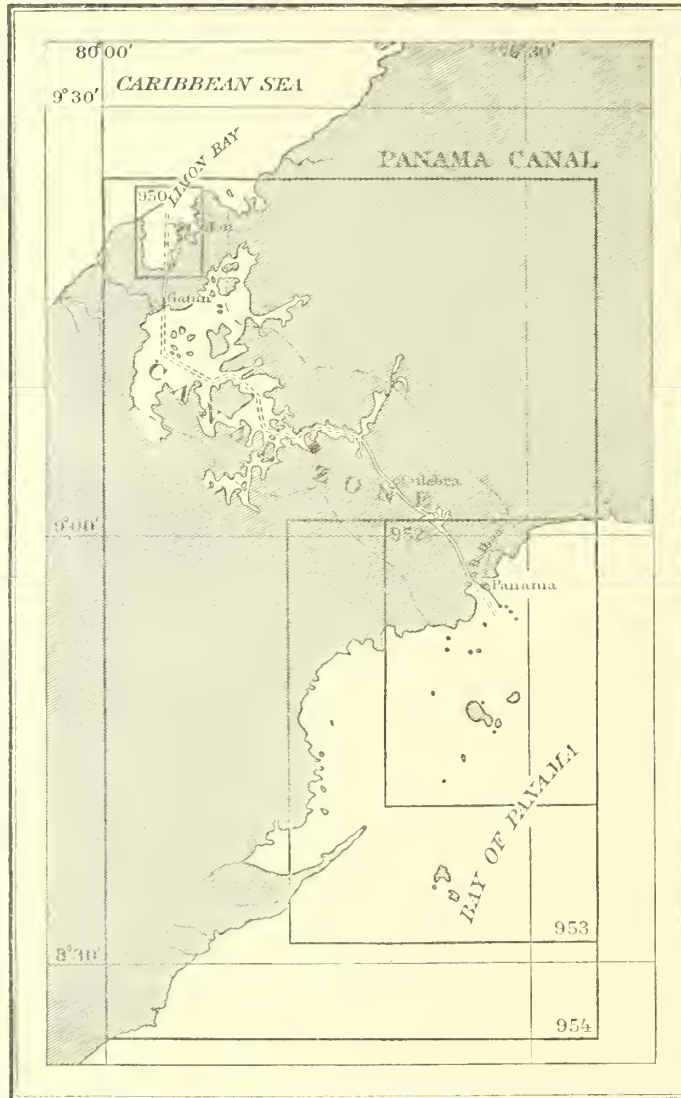 80°00'
CARIBBEAN SEA
9°30'
LIMON BAY
PANAMA CANAL
950
Gatun
ZONE
Culebra
9°00'
952
Panama
BAY OF PANAMA
953
8°30'
954